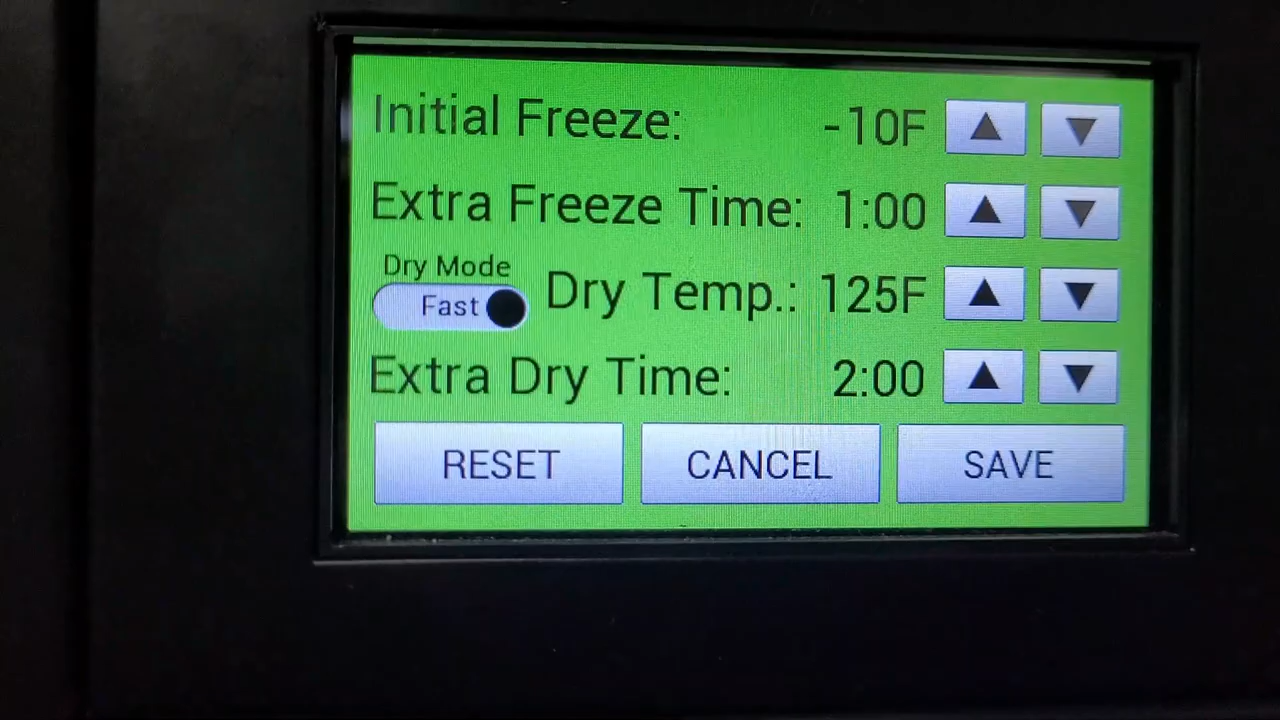 Initial Freeze: -10F ▲ ▼
Extra Freeze Time: 1:00 ▲ ▼
Dry Mode
Fast Dry Temp.: 125F ▲ ▼
Extra Dry Time: 2:00 ▲ ▼
RESET CANCEL SAVE